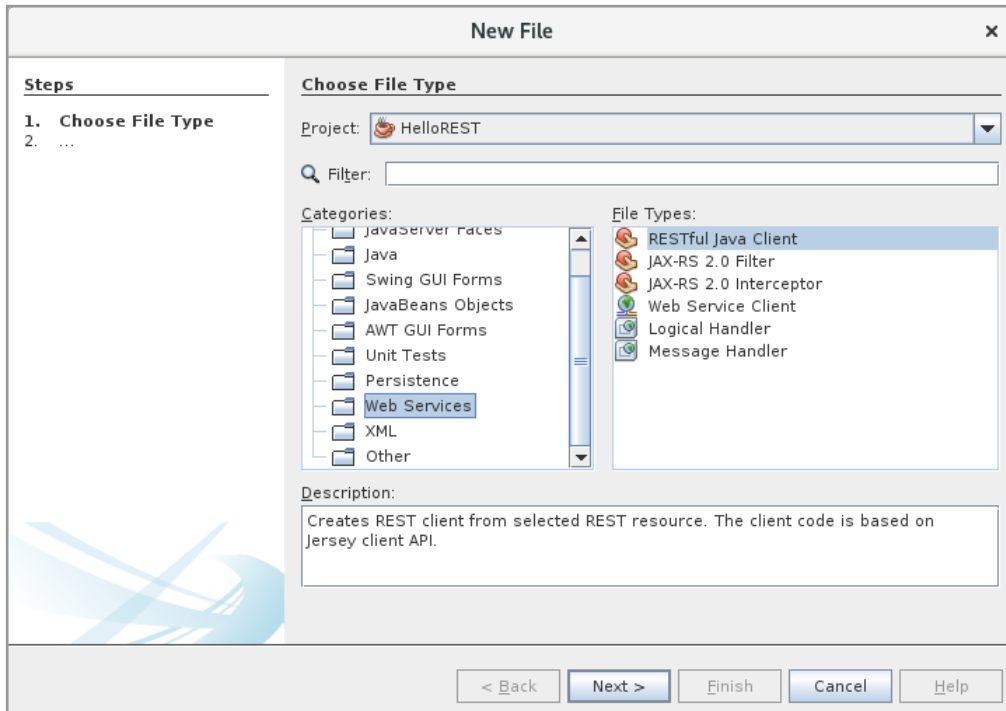 New File
×
Steps
1. Choose File Type
2. ...
Choose File Type
Project: HelloREST
Filter:
Categories:
JavaServer Faces
Java
Swing GUI Forms
JavaBeans Objects
AWT GUI Forms
Unit Tests
Persistence
Web Services
XML
Other
File Types:
RESTful Java Client
JAX-RS 2.0 Filter
JAX-RS 2.0 Interceptor
Web Service Client
Logical Handler
Message Handler
Description:
Creates REST client from selected REST resource. The client code is based on
Jersey client API.
< Back Next > Finish Cancel Help